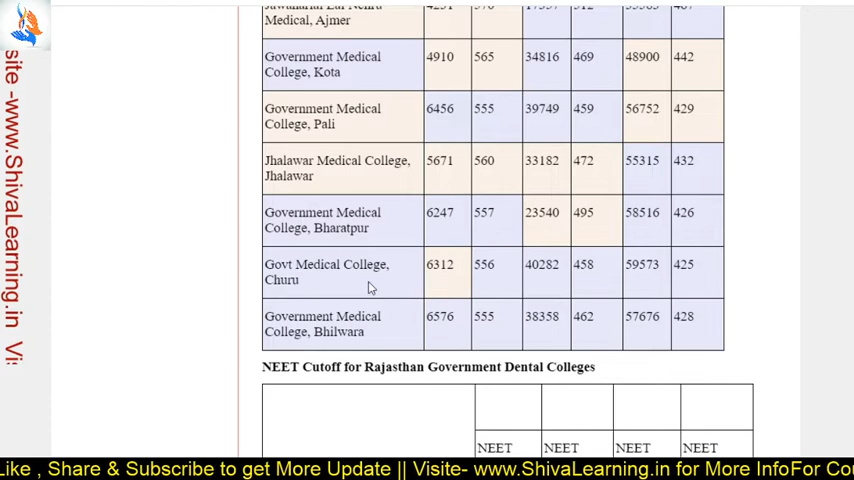 Medical, Ajmer
Government Medical 4910 565 34816 469 48900 442
College, Kota
Government Medical 6456 555 39749 459 56752 429
College, Pali
Jhalawar Medical College, 5671 560 33182 472 55315 432
Jhalawar
Government Medical 6247 557 23540 495 58516 426
College, Bharatpur
Govt Medical College, 6312 556 40282 458 59573 425
Churu
Government Medical 6576 555 38358 462 57676 428
College, Bhilwara
NEET Cutoff for Rajasthan Government Dental Colleges
NEET NEET NEET NEET
site -www.ShivaLearning.in Vis
Like , Share & Subscribe to get More Update || Visite- www.ShivaLearning.in for More InfoFor Cou